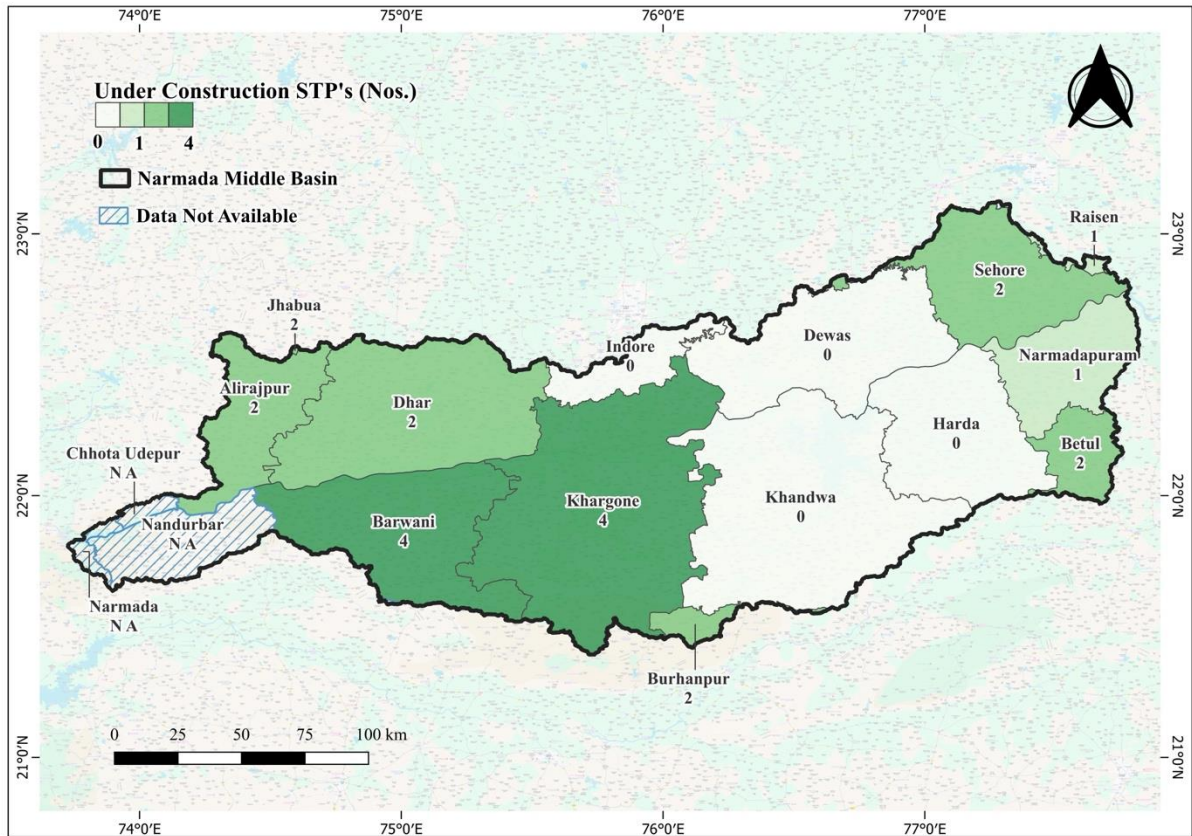 74°0'E 75°0'E 76°0'E 77°0'E
Under Construction STP's (Nos.)
0 1 4
Narmada Middle Basin
Data Not Available
23°0'N
23°0'N
22°0'N
22°0'N
21°0'N
21°0'N
Raisen
1
Sehore
2
Jhabua
2
Indore
0
Dewas
0
Narmadapuram
1
Alirajpur
2
Dhar
2
Harda
0
Betul
2
Chhota Udepur
N A
Khargone
4
Khandwa
0
Nandurbar
N A
Barwani
4
Narmada
N A
Burhanpur
2
0 25 50 75 100 km
74°0'E 75°0'E 76°0'E 77°0'E